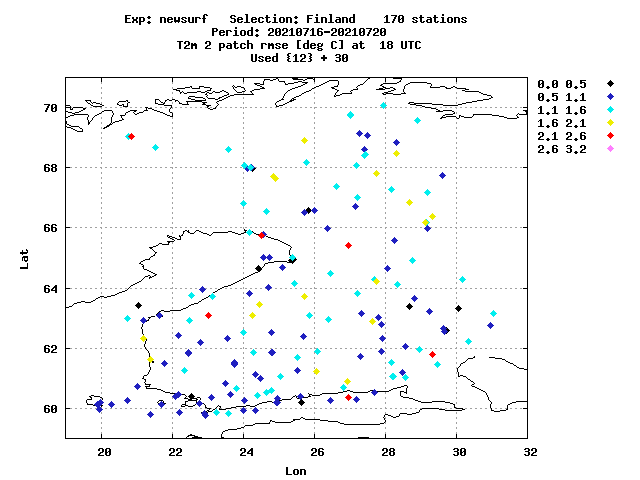 Exp: newsurf   Selection: Finland    170 stations
Period: 20210716-20210720
T2m 2 patch rmse [deg C] at  18 UTC
Used {12} + 30
0.0 0.5
0.5 1.1
1.1 1.6
1.6 2.1
2.1 2.6
2.6 3.2
70
68
66
64
62
60
Lat
20 22 24 26 28 30 32
Lon